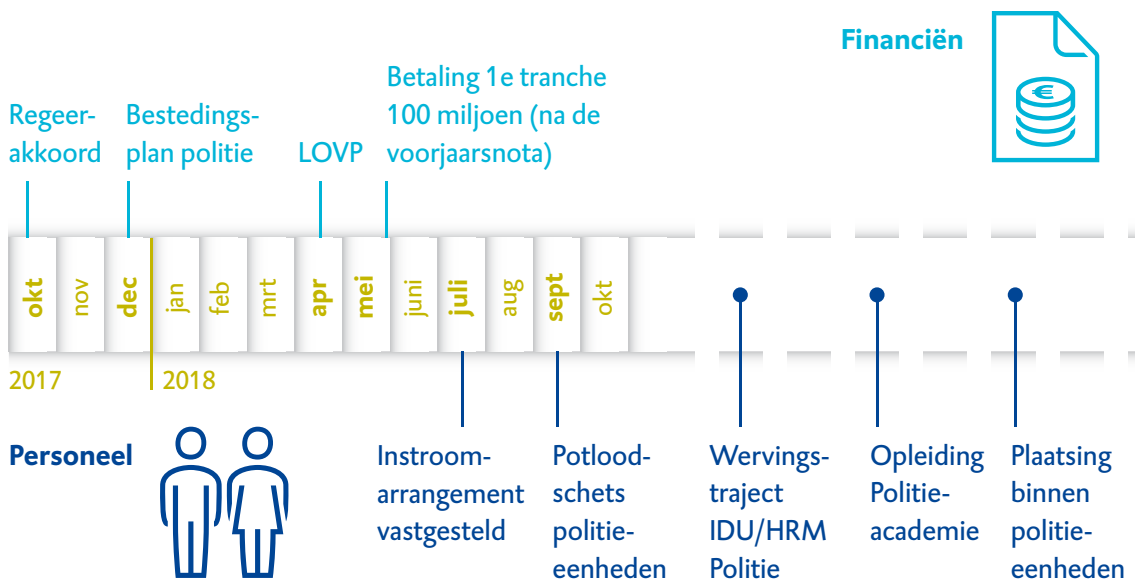 Financiën
€
Regeer-
akkoord
Bestedings-
plan politie
LOVP
Betaling 1e tranche
100 miljoen (na de
voorjaarsnota)
okt
nov
dec
jan
feb
mrt
apr
mei
juni
juli
aug
sept
okt
2017
2018
Personeel
Instroom-
arrangement
vastgesteld
Potlood-
schets
politie-
eenheden
Wervings-
traject
IDU/HRM
Politie
Opleiding
Politie-
academie
Plaatsing
binnen
politie-
eenheden